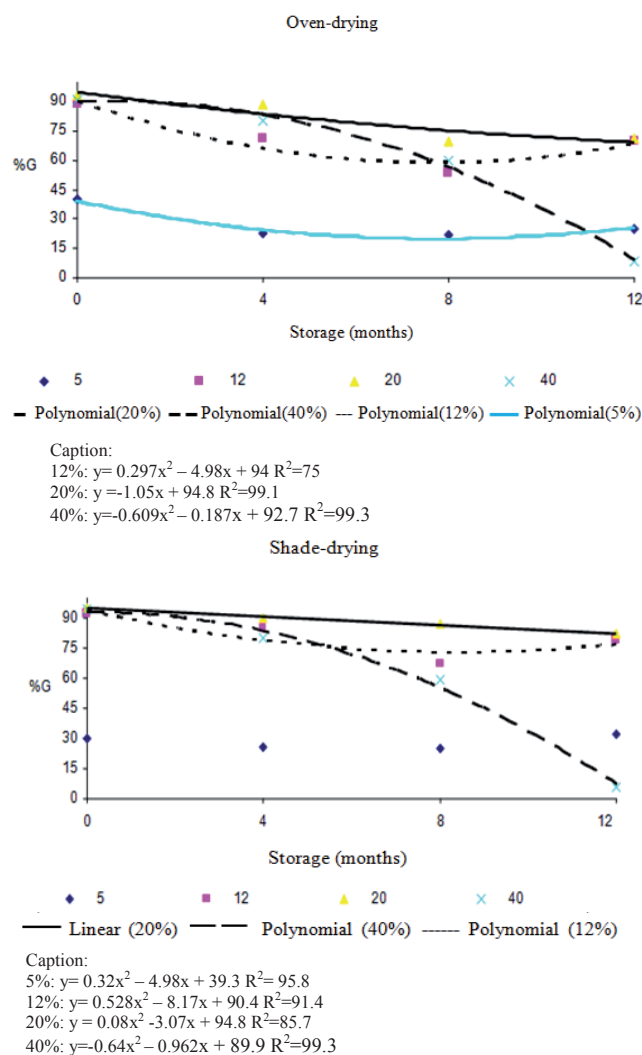 Oven-drying
90
75
60
45
30
15
0
%G
0 4 8 12
Storage (months)
5 12 20 40
Polynomial(20%) Polynomial(40%) Polynomial(12%) Polynomial(5%)
Caption:
12%: y= 0.297x² – 4.98x + 94 R²=75
20%: y =-1.05x + 94.8 R²=99.1
40%: y=-0.609x² – 0.187x + 92.7 R²=99.3
Shade-drying
90
75
60
45
30
15
0
%G
0 4 8 12
Storage (months)
5 12 20 40
Linear (20%) Polynomial (40%) Polynomial (12%)
Caption:
5%: y= 0.32x² – 4.98x + 39.3 R²= 95.8
12%: y= 0.528x² – 8.17x + 90.4 R²=91.4
20%: y = 0.08x² -3.07x + 94.8 R²=85.7
40%: y=-0.64x² – 0.962x + 89.9 R²=99.3